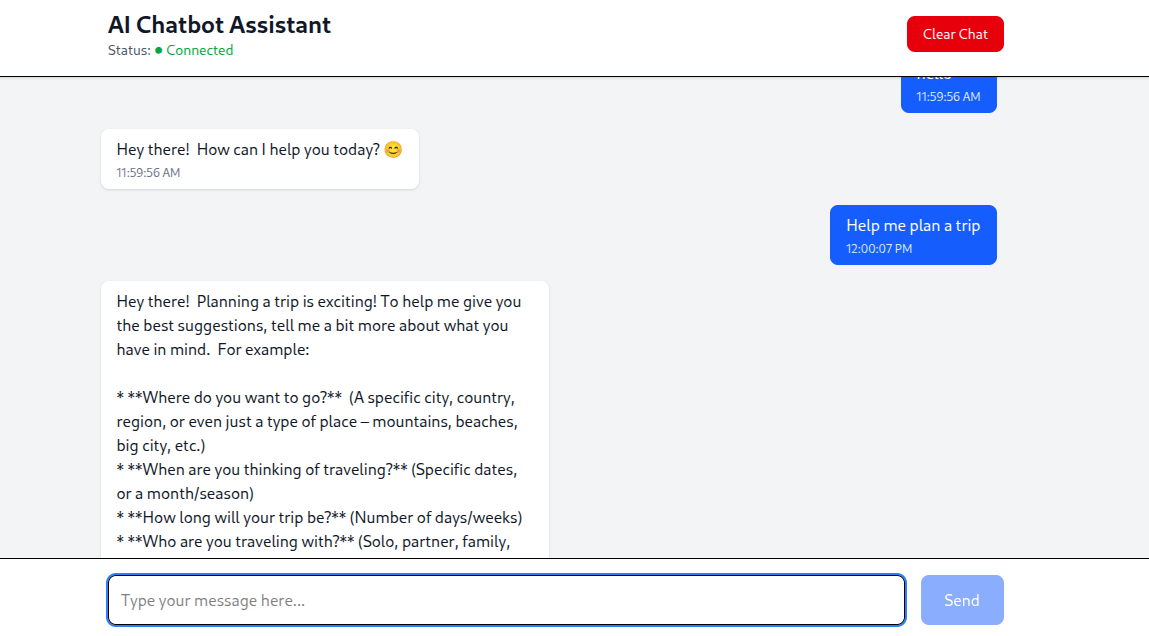 AI Chatbot Assistant
Status: ● Connected
Clear Chat
11:59:56 AM
Hey there!  How can I help you today? 😊
11:59:56 AM
Help me plan a trip
12:00:07 PM
Hey there!  Planning a trip is exciting! To help me give you
the best suggestions, tell me a bit more about what you
have in mind.  For example:
* **Where do you want to go?**  (A specific city, country,
region, or even just a type of place – mountains, beaches,
big city, etc.)
* **When are you thinking of traveling?** (Specific dates,
or a month/season)
* **How long will your trip be?** (Number of days/weeks)
* **Who are you traveling with?** (Solo, partner, family,
Type your message here...
Send